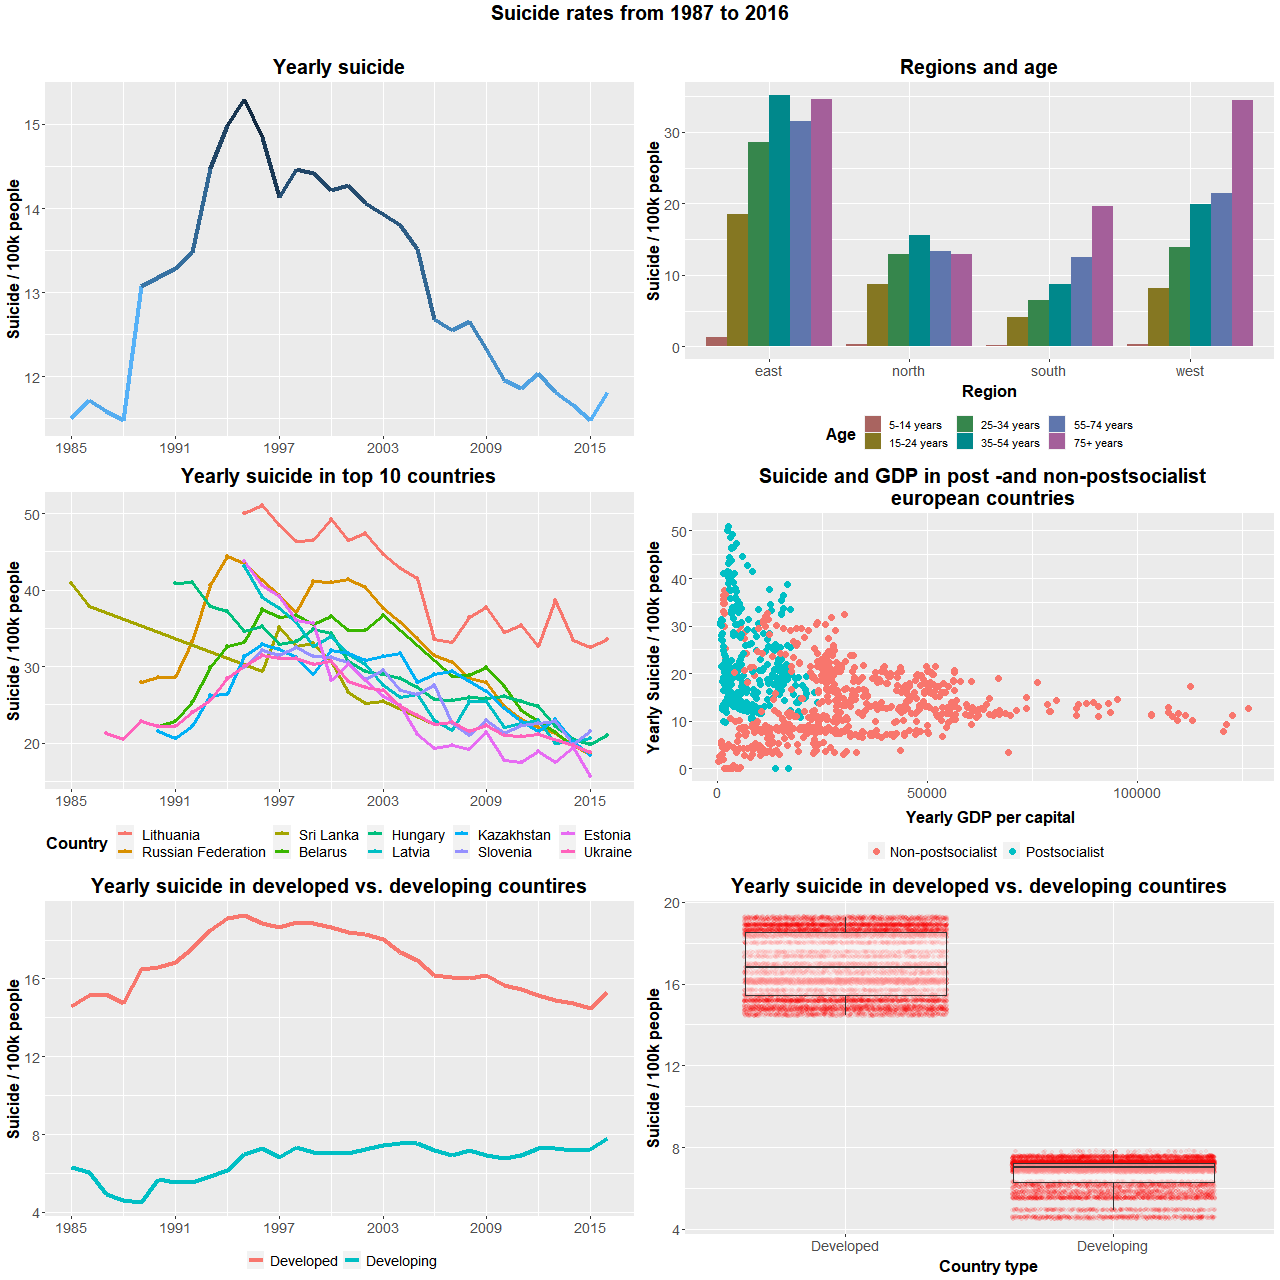 Suicide rates from 1987 to 2016
Yearly suicide
Suicide / 100k people
15
14
13
12
1985 1991 1997 2003 2009 2015
Regions and age
Suicide / 100k people
30
20
10
0
east north south west
Region
Age
5-14 years 25-34 years 55-74 years
15-24 years 35-54 years 75+ years
Yearly suicide in top 10 countries
Suicide / 100k people
50
40
30
20
1985 1991 1997 2003 2009 2015
Country
Lithuania Sri Lanka Hungary Kazakhstan Estonia
Russian Federation Belarus Latvia Slovenia Ukraine
Suicide and GDP in post -and non-postsocialist
european countries
Yearly Suicide / 100k people
50
40
30
20
10
0
0 50000 100000
Yearly GDP per capital
Non-postsocialist Postsocialist
Yearly suicide in developed vs. developing countires
Suicide / 100k people
16
12
8
4
1985 1991 1997 2003 2009 2015
Developed Developing
Yearly suicide in developed vs. developing countires
Suicide / 100k people
20
16
12
8
4
Developed Developing
Country type